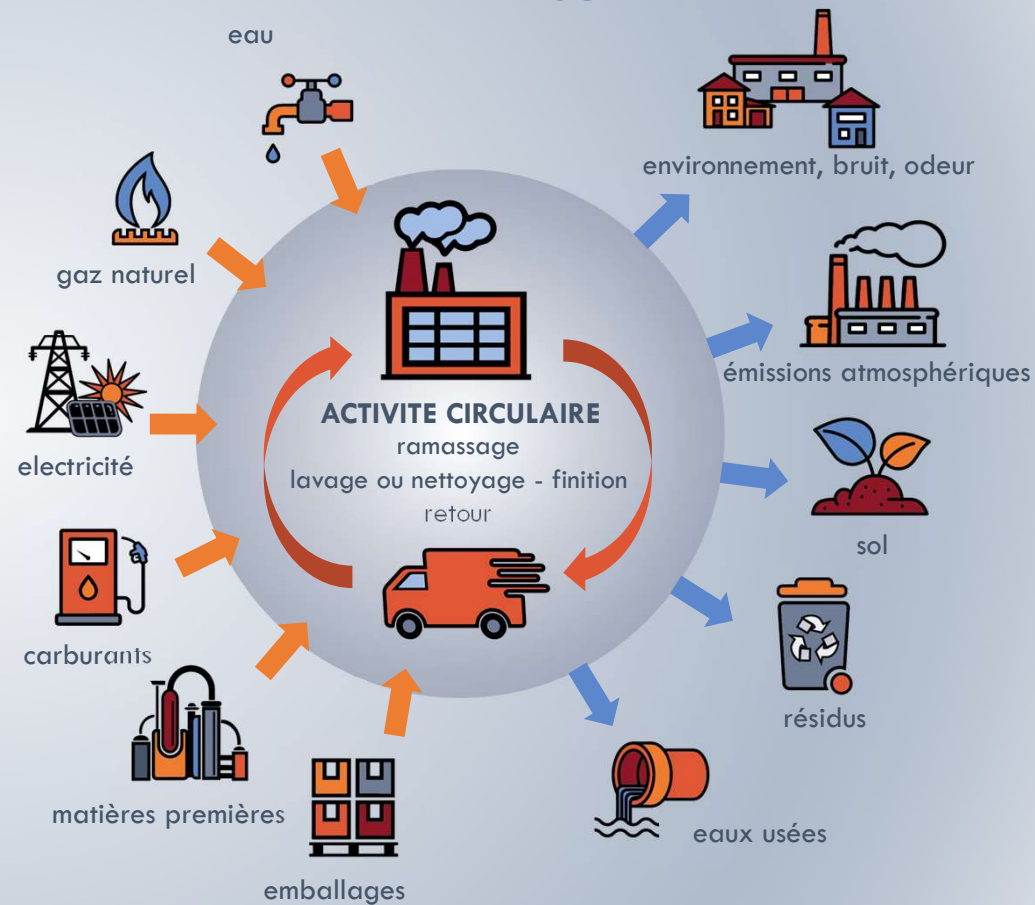 eau
gaz naturel
electricité
carburants
matières premières
emballages
ACTIVITE CIRCULAIRE
ramassage
lavage ou nettoyage - finition
retour
environnement, bruit, odeur
émissions atmosphériques
sol
résidus
eaux usées